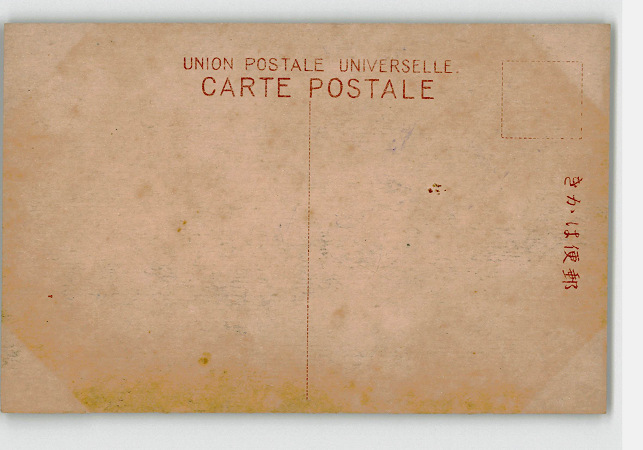 UNION POSTALE UNIVERSELLE.
CARTE POSTALE
郵便はかき